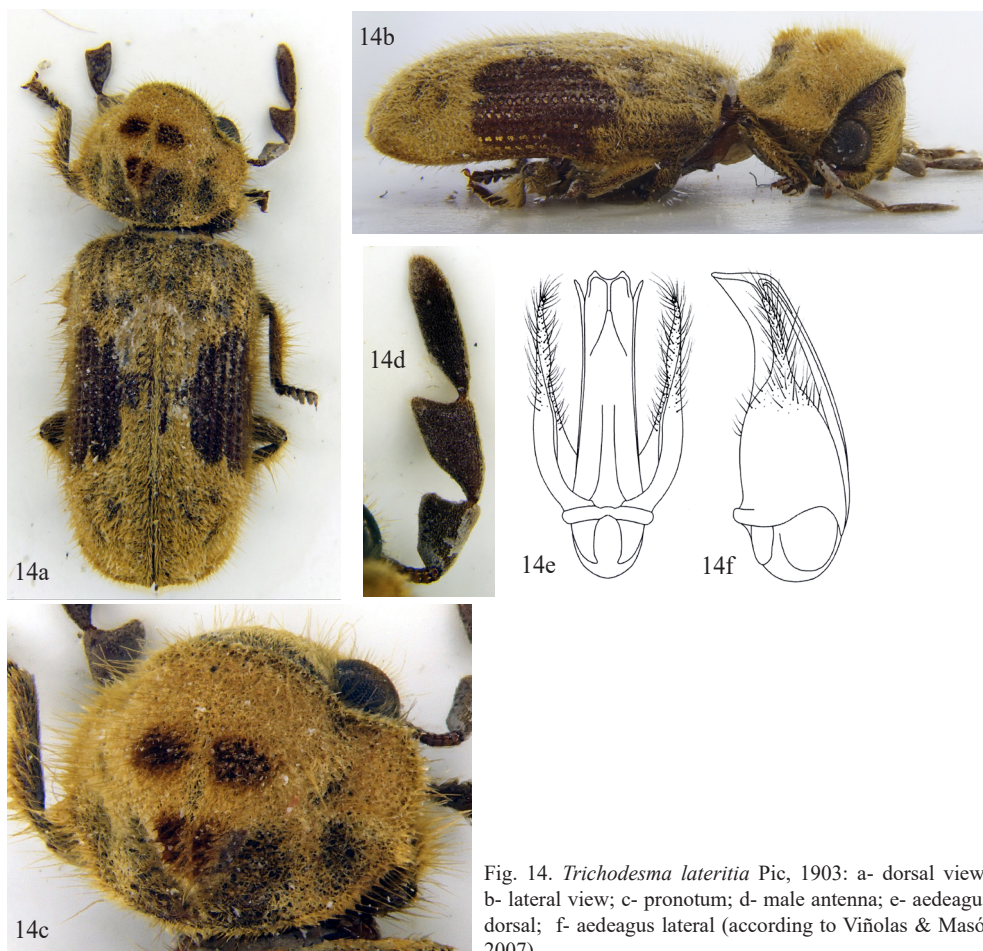 14a
14b
14c
14d
14e
14f
Fig. 14. Trichodesma lateritia Pic, 1903: a- dorsal view
b- lateral view; c- pronotum; d- male antenna; e- aedeagu
dorsal; f- aedeagus lateral (according to Viñolas & Masó
2007)